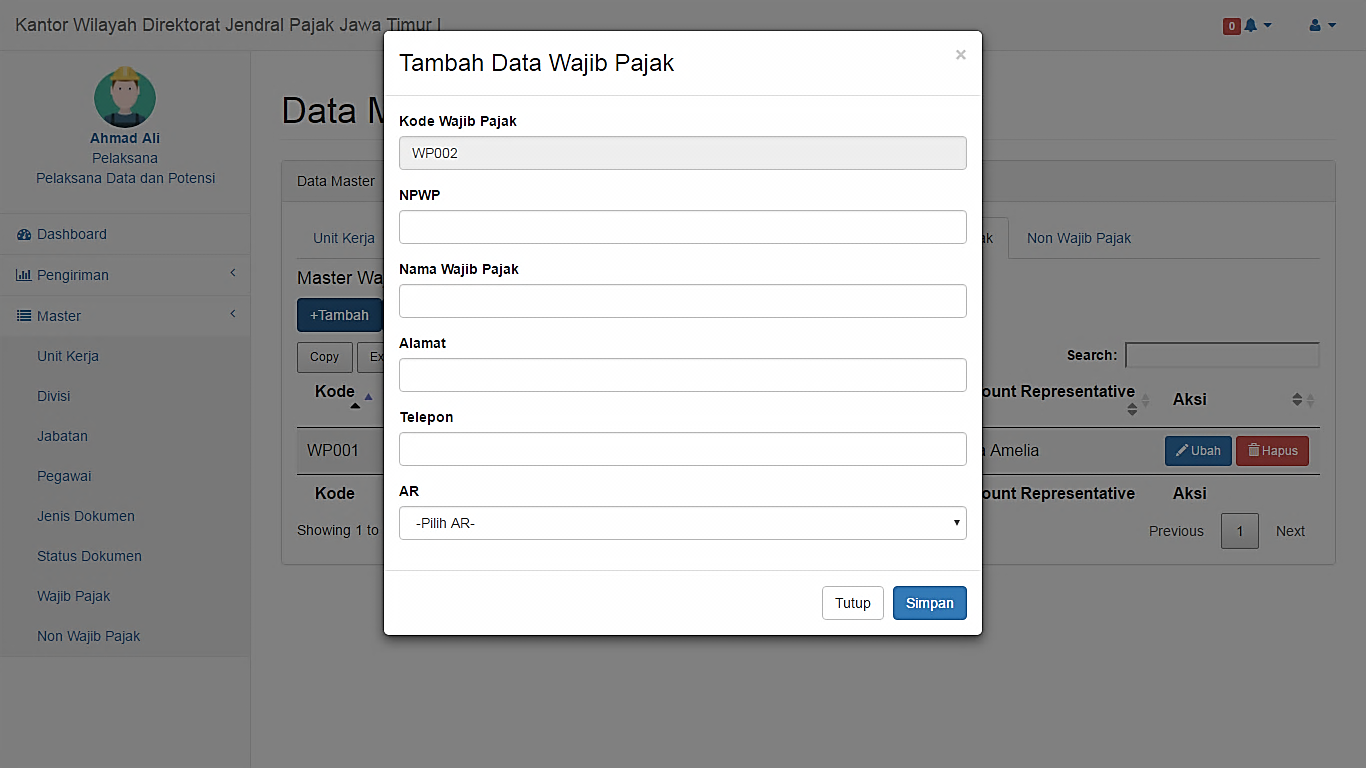 Kantor Wilayah Direktorat Jendral Pajak Jawa Timur I
0
Ahmad Ali
Pelaksana
Pelaksana Data dan Potensi
Dashboard
Pengiriman
Master
Unit Kerja
Divisi
Jabatan
Pegawai
Jenis Dokumen
Status Dokumen
Wajib Pajak
Non Wajib Pajak
Data
Data Master
Unit Kerja
Non Wajib Pajak
Master
+Tambah
Copy
Search:
Kode
ount Representative
Aksi
WP001
Amelia
Ubah
Hapus
Kode
ount Representative
Aksi
Showing 1 to
Previous
1
Next
Tambah Data Wajib Pajak
×
Kode Wajib Pajak
WP002
NPWP
Nama Wajib Pajak
Alamat
Telepon
AR
-Pilih AR-
Tutup
Simpan